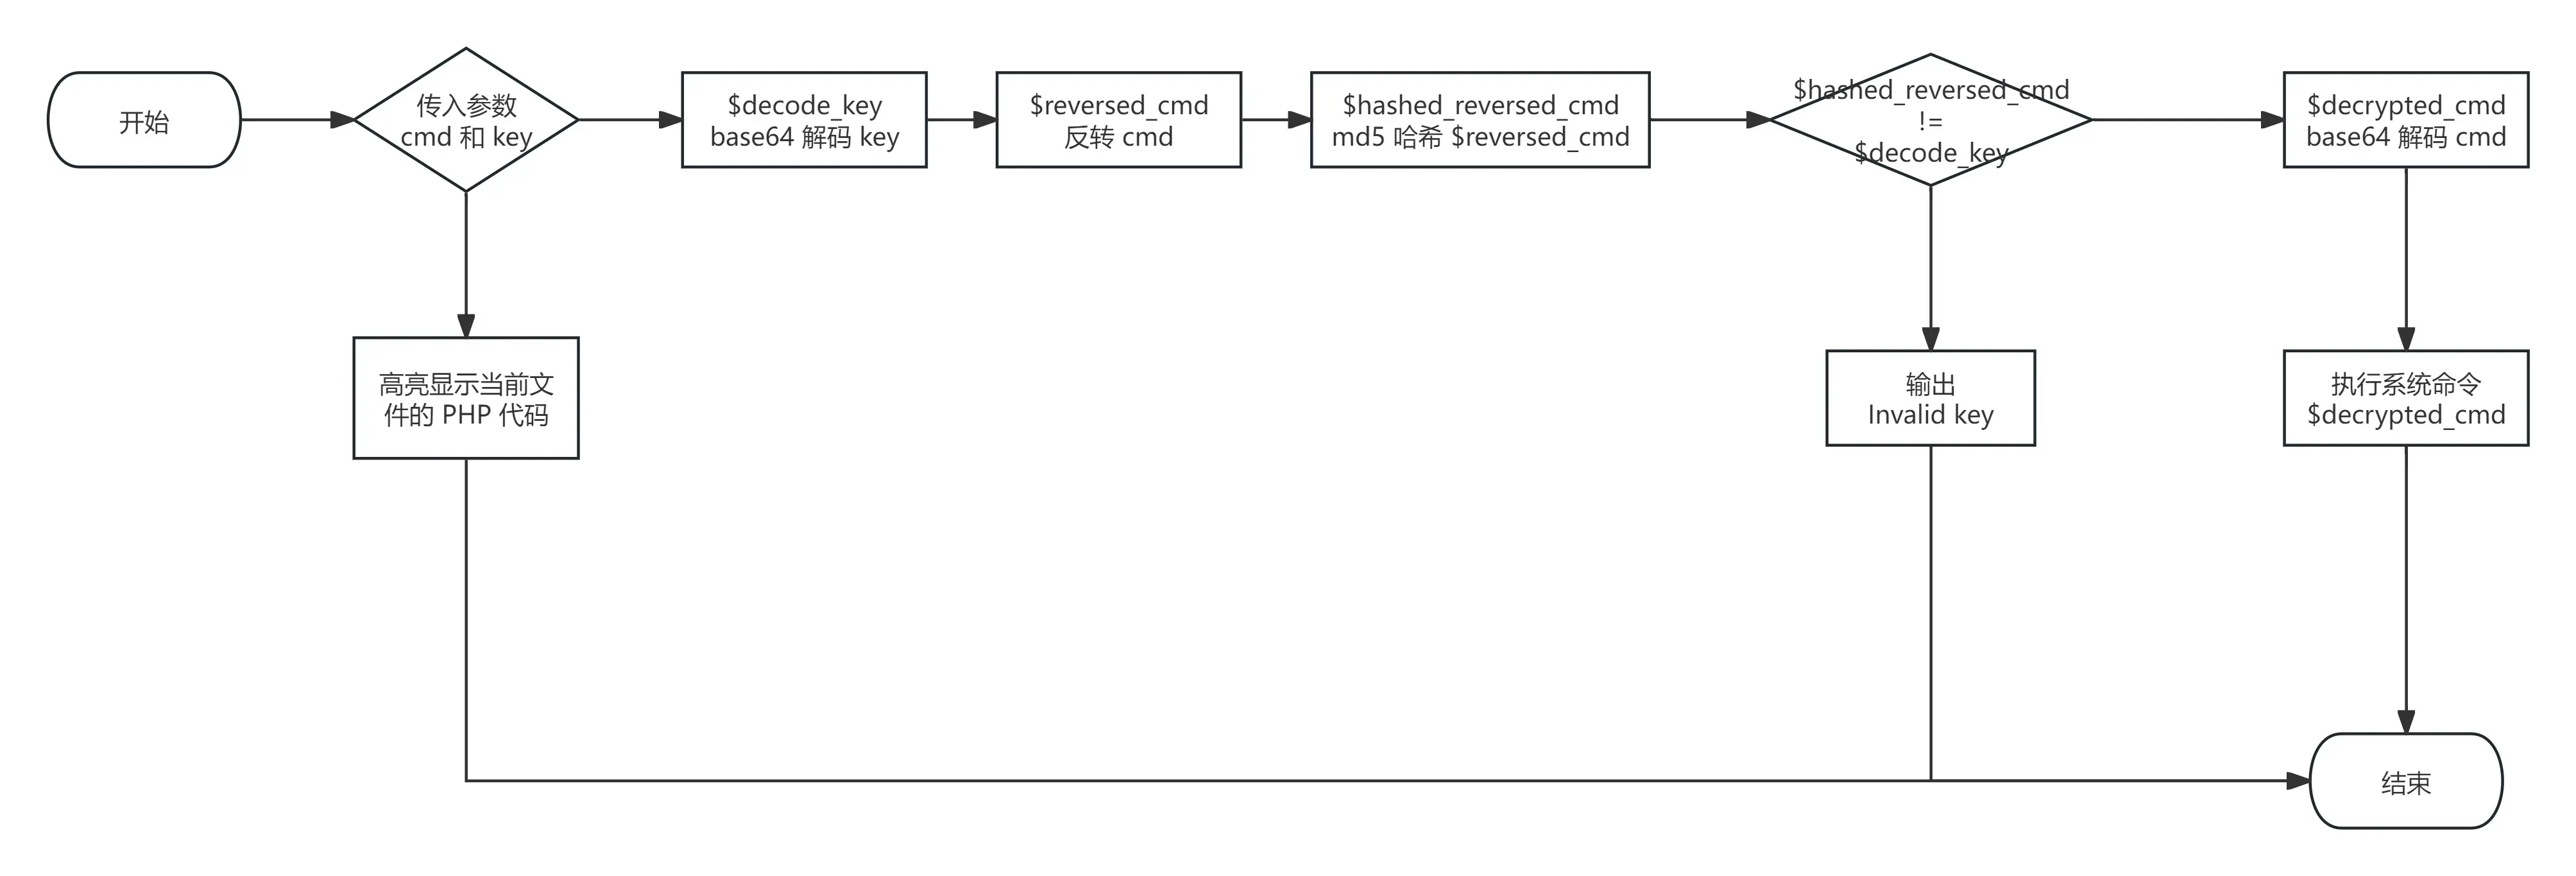 开始
传入参数
cmd 和 key
$decode_key
base64 解码 key
$reversed_cmd
反转 cmd
$hashed_reversed_cmd
md5 哈希 $reversed_cmd
$hashed_reversed_cmd
!=
$decode_key
$decrypted_cmd
base64 解码 cmd
高亮显示当前文
件的 PHP 代码
输出
Invalid key
执行系统命令
$decrypted_cmd
结束